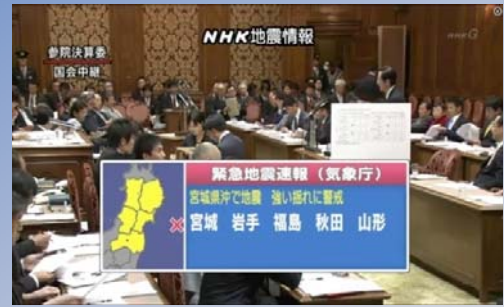 NHK地震情報
NHK G
参院決算委
国会中継
緊急地震速報（気象庁）
宮城県沖で地震 強い揺れに警戒
宮城 岩手 福島 秋田 山形